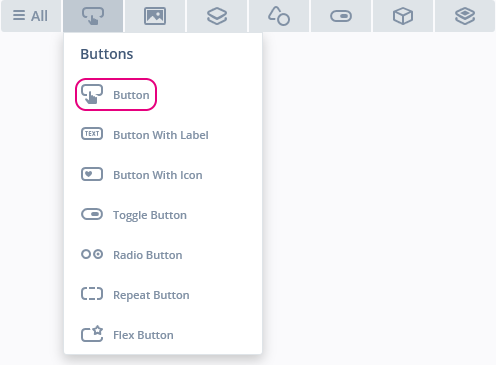 All
Buttons
Button
TEXT
Button With Label
Button With Icon
Toggle Button
Radio Button
Repeat Button
Flex Button